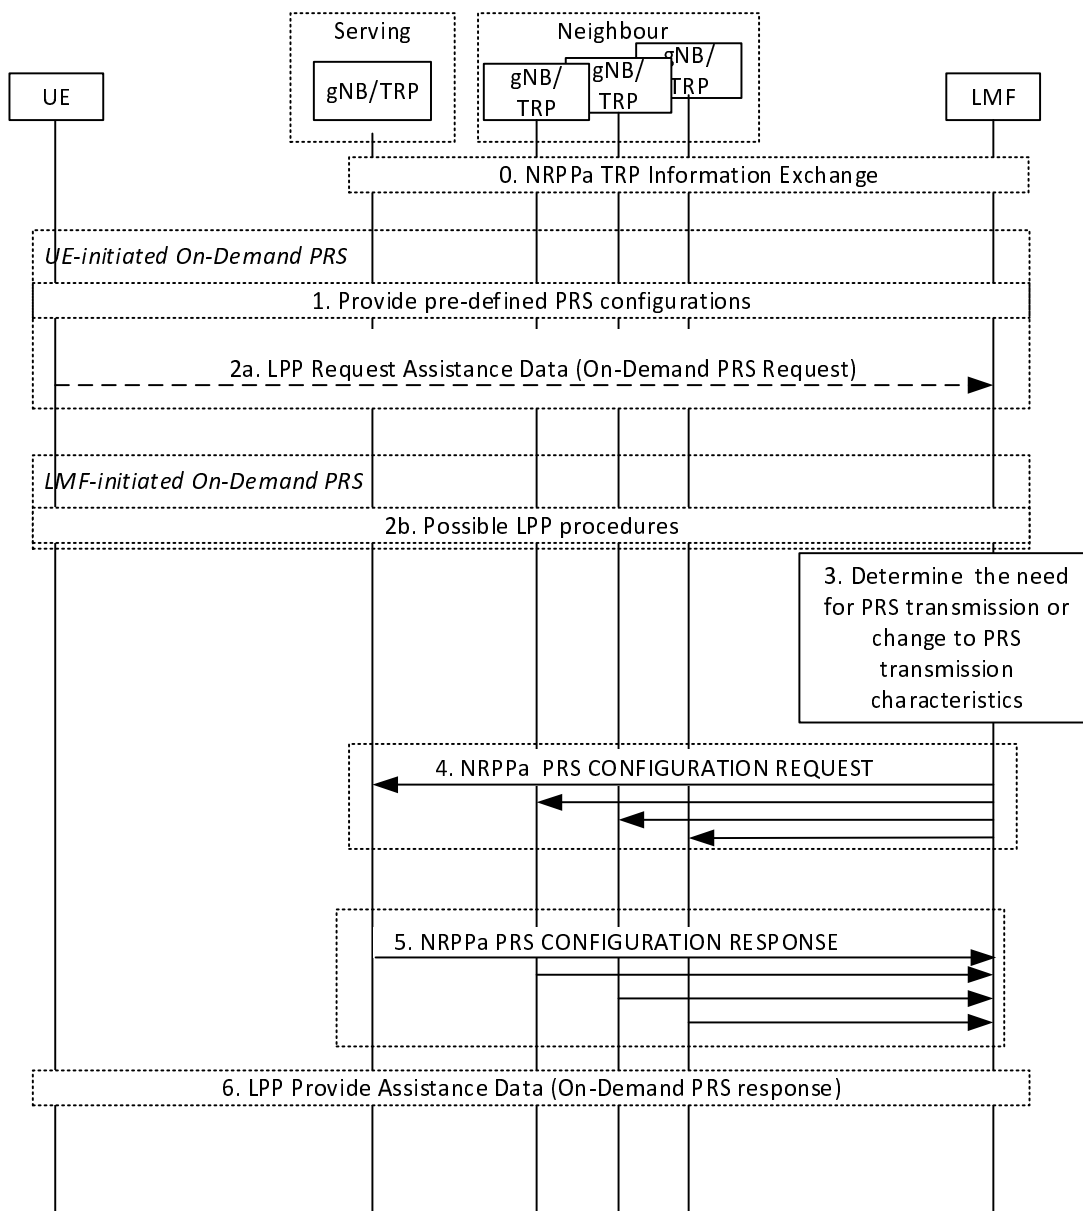 Serving
Neighbour
UE
gNB/TRP
gNB/
TRP
gNB/
TRP
gNB/
TRP
LMF
0. NRPPa TRP Information Exchange
UE-initiated On-Demand PRS
1. Provide pre-defined PRS configurations
2a. LPP Request Assistance Data (On-Demand PRS Request)
LMF-initiated On-Demand PRS
2b. Possible LPP procedures
3. Determine the need
for PRS transmission or
change to PRS
transmission
characteristics
4. NRPPa PRS CONFIGURATION REQUEST
5. NRPPa PRS CONFIGURATION RESPONSE
6. LPP Provide Assistance Data (On-Demand PRS response)